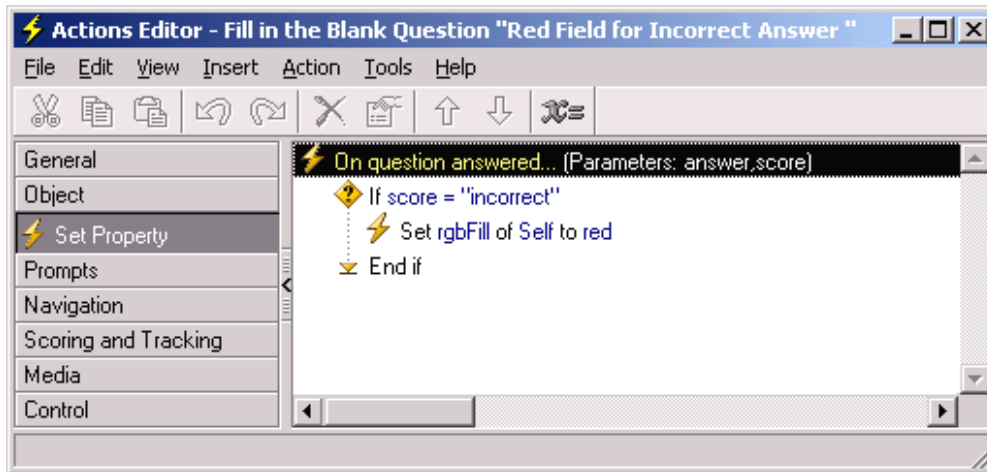 Actions Editor - Fill in the Blank Question "Red Field for Incorrect Answer "
File Edit View Insert Action Tools Help
x=
General
Object
Set Property
Prompts
Navigation
Scoring and Tracking
Media
Control
On question answered... (Parameters: answer,score)
If score = "incorrect"
Set rgbFill of Self to red
End if